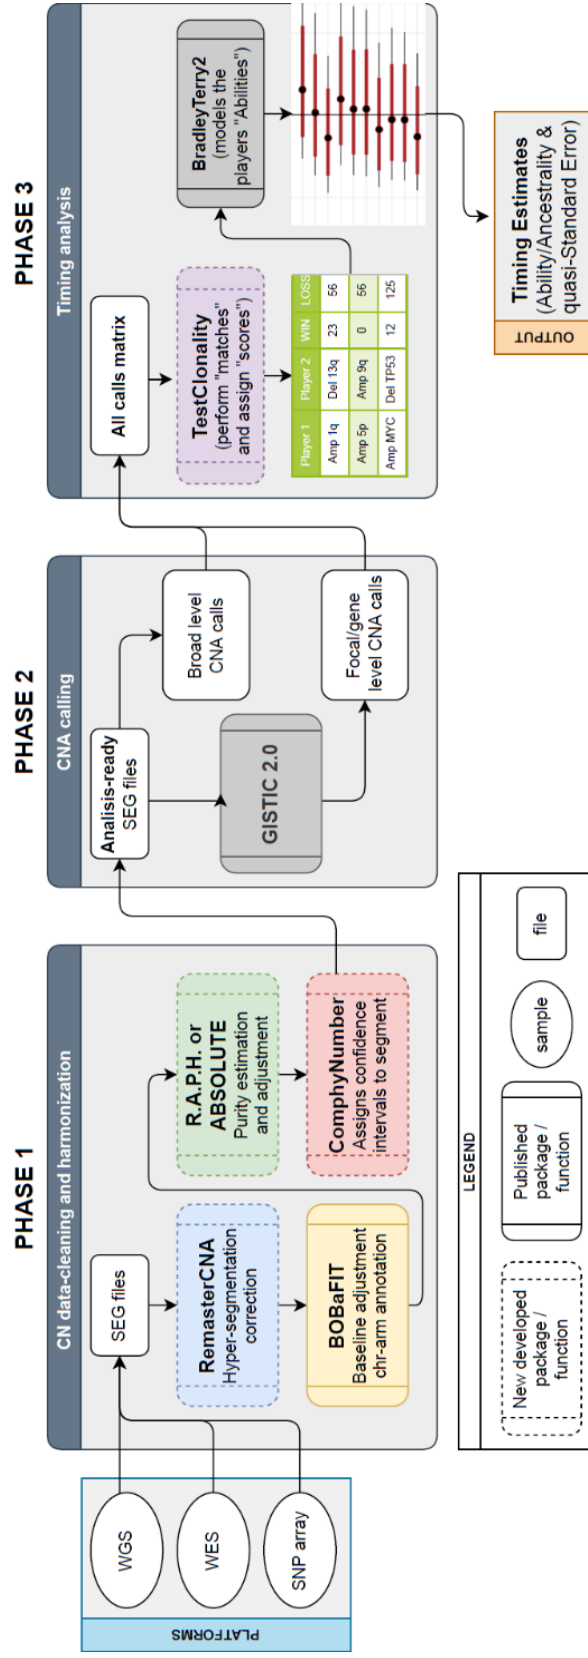 PHASE 1
PHASE 2
PHASE 3
PLATFORMS
WGS
WES
SNP array
CN data-cleaning and harmonization
SEG files
RemasterCNA
Hyper-segmentation
correction
BOBaFIT
Baseline adjustment
chr-arm annotation
R.A.P.H. or
ABSOLUTE
Purity estimation
and adjustment
ComphyNumber
Assigns confidence
intervals to segment
CNA calling
Analisis-ready
SEG files
GISTIC 2.0
Broad level
CNA calls
Focal/gene
level CNA calls
Timing analysis
All calls matrix
TestClonality
(perform "matches"
and assign "scores")
Player 1 Player 2 WIN LOSS
Amp 1q Del 13q 23 56
Amp 5p Amp 9q 0 56
Amp MYC Del TP53 12 125
BradleyTerry2
(models the
players "Abilities")
OUTPUT
Timing Estimates
(Ability/Ancestrality &
quasi-Standard Error)
LEGEND
New developed
package /
function
Published
package /
function
sample
file